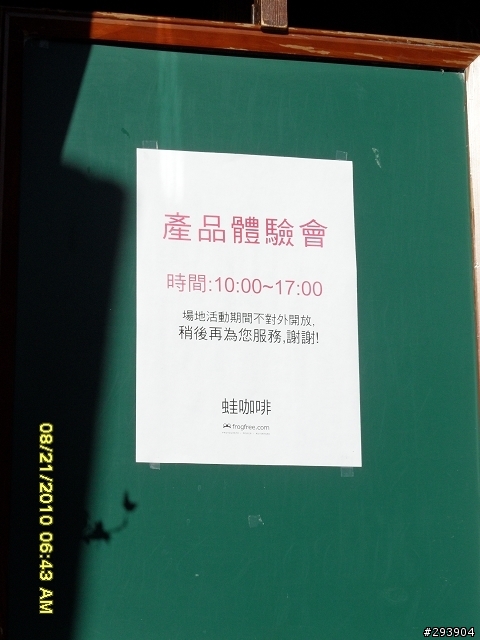 產品體驗會
時間:10:00~17:00
場地活動期間不對外開放,
稍後再為您服務,謝謝!
蛙咖啡
frogfree.com
08/21/2010 06:43 AM
#293904